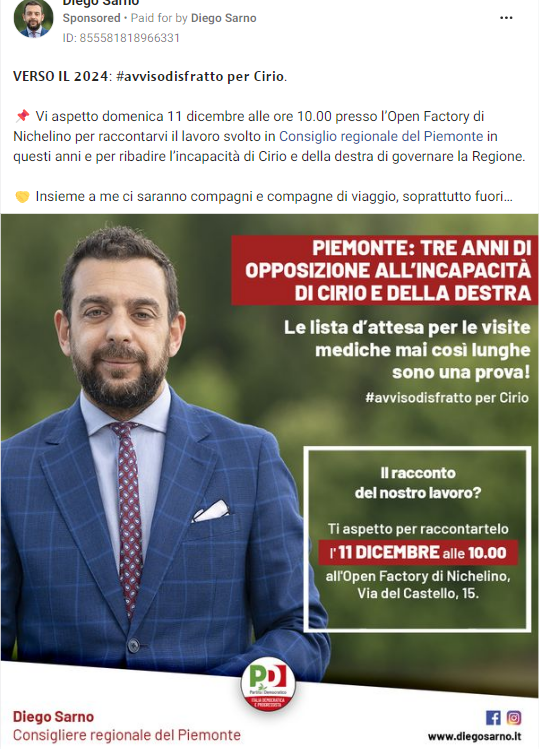 Diego Sarno
Sponsored • Paid for by Diego Sarno
ID: 855581818966331
VERSO IL 2024: #avvisodisfratto per Cirio.
📌 Vi aspetto domenica 11 dicembre alle ore 10.00 presso l'Open Factory di
Nichelino per raccontarvi il lavoro svolto in Consiglio regionale del Piemonte in
questi anni e per ribadire l'incapacità di Cirio e della destra di governare la Regione.
🤝 Insieme a me ci saranno compagni e compagne di viaggio, soprattutto fuori...
PIEMONTE: TRE ANNI DI
OPPOSIZIONE ALL'INCAPACITÀ
DI CIRIO E DELLA DESTRA
Le lista d'attesa per le visite
mediche mai così lunghe
sono una prova!
#avvisodisfratto per Cirio
Il racconto
del nostro lavoro?
Ti aspetto per raccontartelo
l'11 DICEMBRE alle 10.00
all'Open Factory di Nichelino,
Via del Castello, 15.
PD
Partito Democratico
ITALIA DEMOCRATICA
E PROGRESSISTA
Diego Sarno
Consigliere regionale del Piemonte
www.diegosarno.it